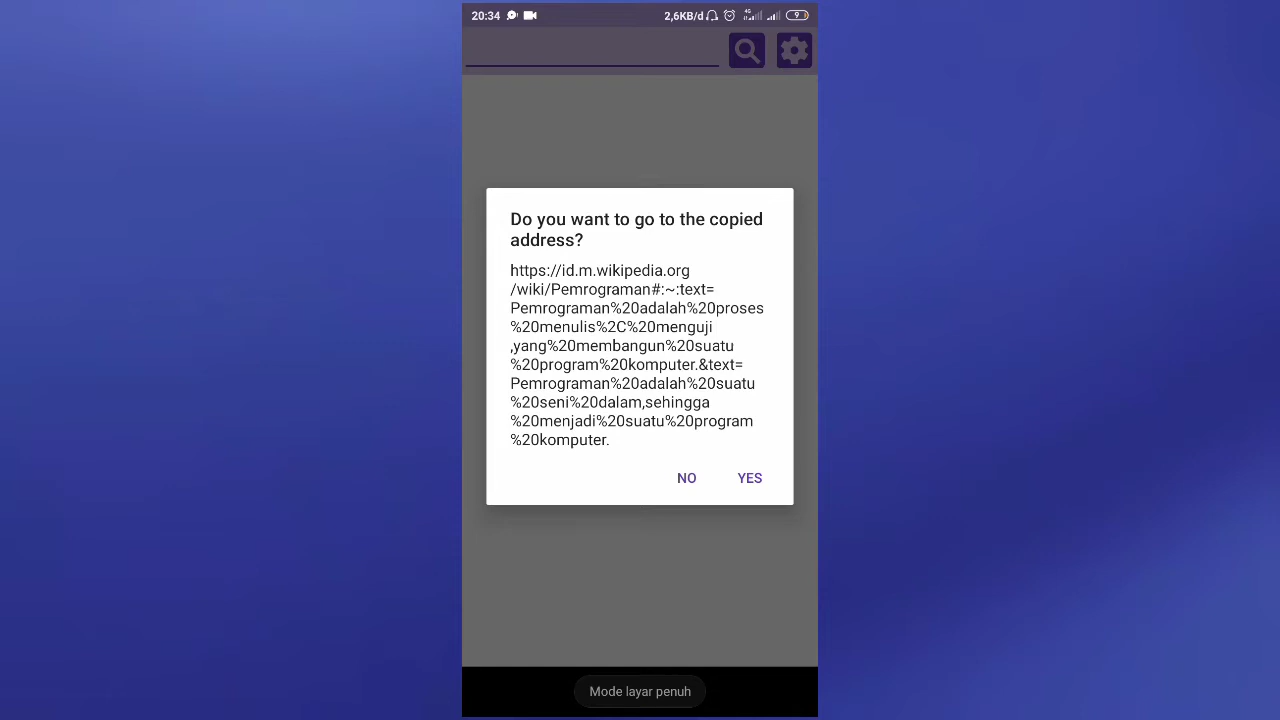 20:34 2,6KB/d 4G 9
Do you want to go to the copied
address?
https://id.m.wikipedia.org
/wiki/Pemrograman#:~:text=
Pemrograman%20adalah%20proses
%20menulis%2C%20menguji
,yang%20membangun%20suatu
%20program%20komputer.&text=
Pemrograman%20adalah%20suatu
%20seni%20dalam,sehingga
%20menjadi%20suatu%20program
%20komputer.
NO YES
Mode layar penuh